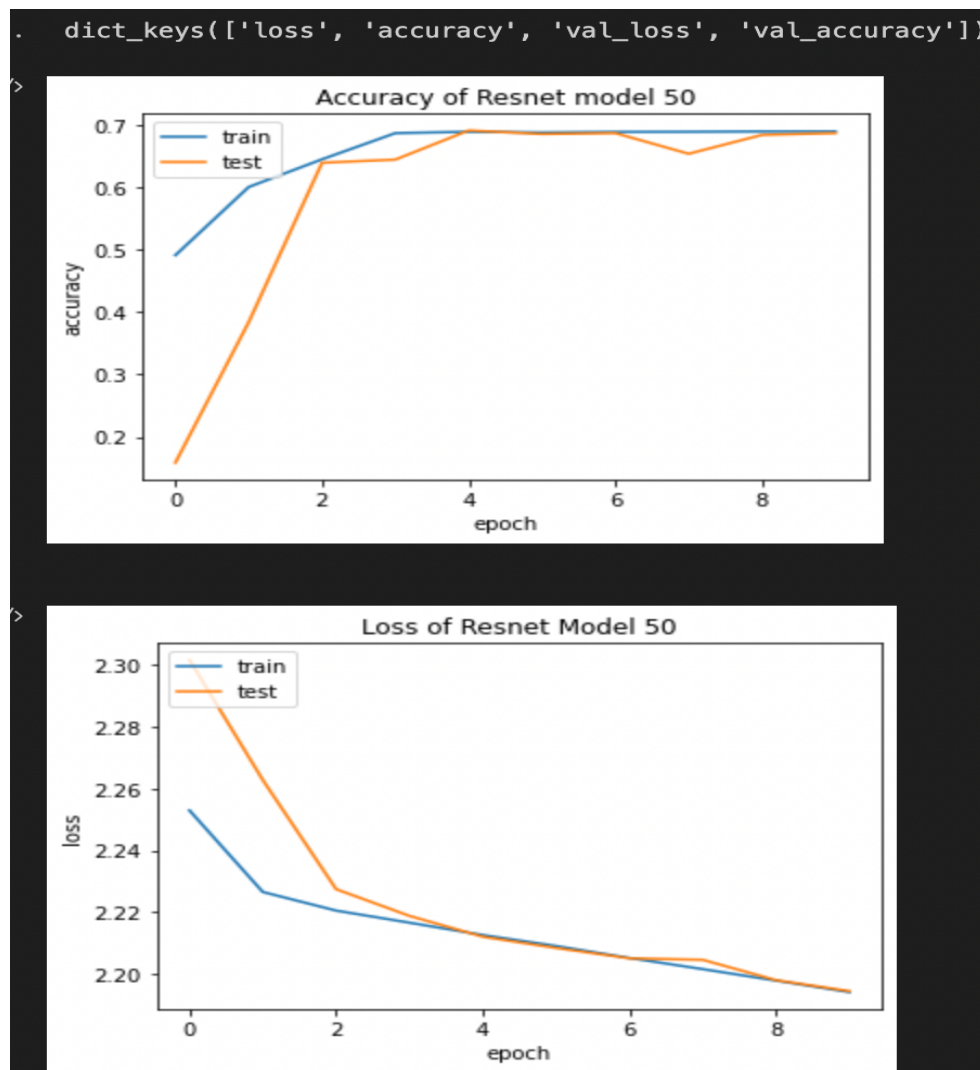 . dict_keys(['loss', 'accuracy', 'val_loss', 'val_accuracy'])
/>
Accuracy of Resnet model 50
train
test
0.7
0.6
0.5
0.4
0.3
0.2
accuracy
0 2 4 6 8
epoch
/>
Loss of Resnet Model 50
train
test
2.30
2.28
2.26
2.24
2.22
2.20
loss
0 2 4 6 8
epoch